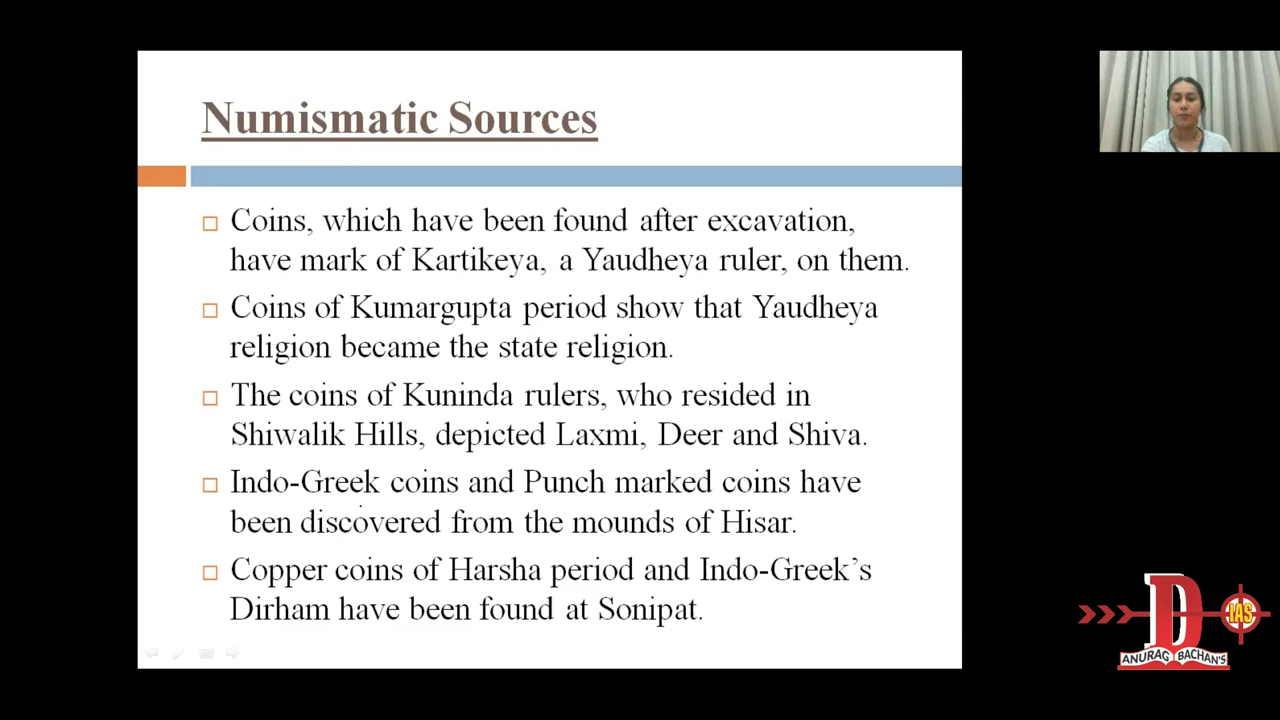 Numismatic Sources
Coins, which have been found after excavation,
have mark of Kartikeya, a Yaudheya ruler, on them.
Coins of Kumargupta period show that Yaudheya
religion became the state religion.
The coins of Kuninda rulers, who resided in
Shiwalik Hills, depicted Laxmi, Deer and Shiva.
Indo-Greek coins and Punch marked coins have
been discovered from the mounds of Hisar.
Copper coins of Harsha period and Indo-Greek’s
Dirham have been found at Sonipat.
D
IAS
ANURAG BACHAN'S